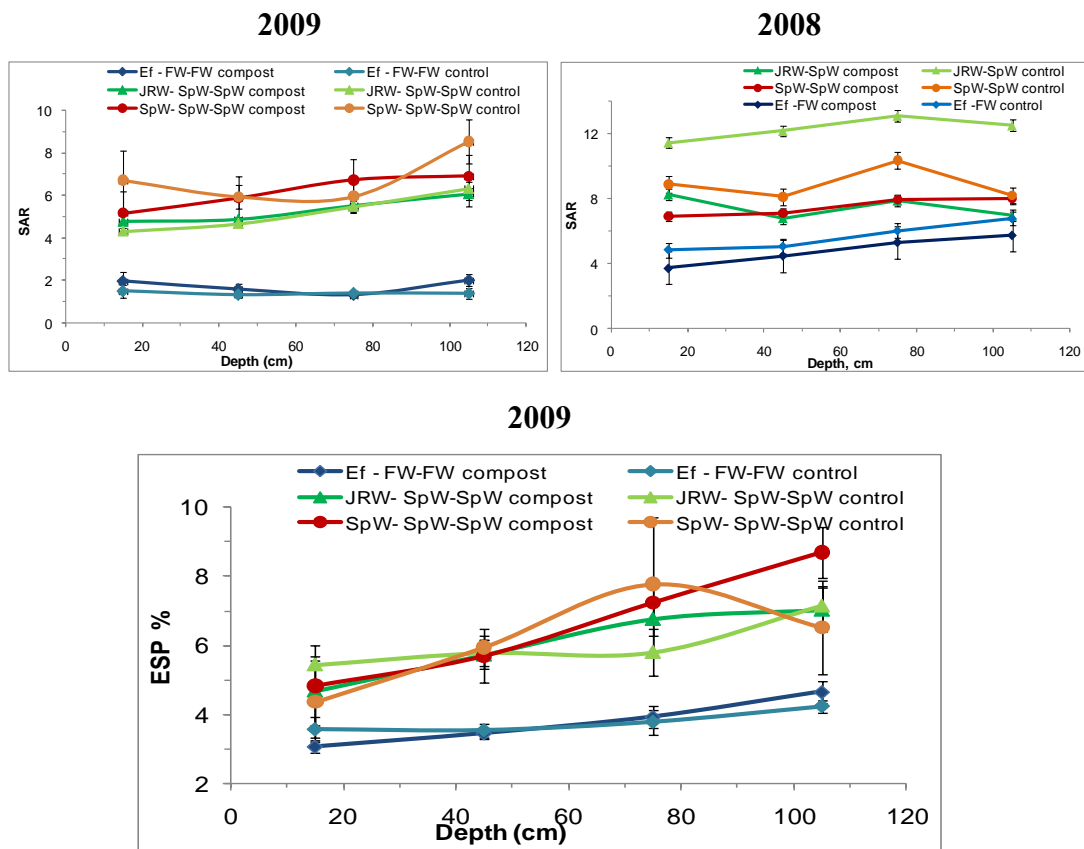 2009
2008
Ef - FW-FW compost
Ef - FW-FW control
JRW- SpW-SpW compost
JRW- SpW-SpW control
SpW- SpW-SpW compost
SpW- SpW-SpW control
10
8
6
4
2
0
SAR
0 20 40 60 80 100 120
Depth (cm)
JRW-SpW compost
JRW-SpW control
SpW-SpW compost
SpW-SpW control
Ef -FW compost
Ef -FW control
12
8
4
0
SAR
0 20 40 60 80 100 120
Depth, cm
2009
Ef - FW-FW compost
Ef - FW-FW control
JRW- SpW-SpW compost
JRW- SpW-SpW control
SpW- SpW-SpW compost
SpW- SpW-SpW control
10
8
6
4
2
ESP %
0 20 40 60 80 100 120
Depth (cm)